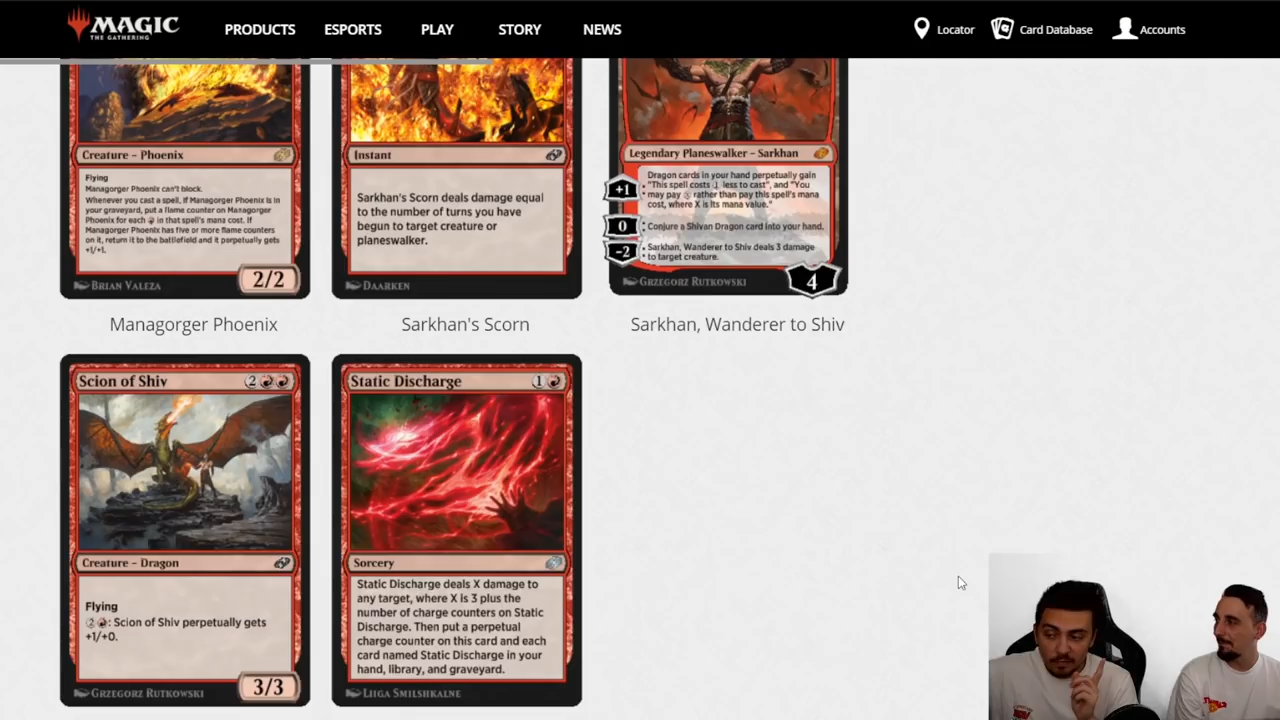 MAGIC
THE GATHERING
PRODUCTS
ESPORTS
PLAY
STORY
NEWS
Locator
Card Database
Accounts
Creature – Phoenix
Flying
Managorger Phoenix can't block.
Whenever you cast a spell, if Managorger Phoenix is in
your graveyard, put a flame counter on Managorger
Phoenix for each in that spell's mana cost. If
Managorger Phoenix has five or more flame counters
on it, return it to the battlefield and it perpetually gets
+1/+1.
2/2
Brian Valeza
Managorger Phoenix
Instant
Sarkhan's Scorn deals damage equal
to the number of turns you have
begun to target creature or
planeswalker.
Daarken
Sarkhan's Scorn
Legendary Planeswalker – Sarkhan
+1
Dragon cards in your hand perpetually gain
"This spell costs 1 less to cast", and "You
may pay X rather than pay this spell's mana
cost, where X is its mana value."
0
: Conjure a Shivan Dragon card into your hand.
-2
Sarkhan, Wanderer to Shiv deals 3 damage
to target creature.
Grzegorz Rutkowski
4
Sarkhan, Wanderer to Shiv
Scion of Shiv
2
Creature – Dragon
Flying
2: Scion of Shiv perpetually gets
+1/+0.
Grzegorz Rutkowski
3/3
Static Discharge
1
Sorcery
Static Discharge deals X damage to
any target, where X is 3 plus the
number of charge counters on Static
Discharge. Then put a perpetual
charge counter on this card and each
card named Static Discharge in your
hand, library, and graveyard.
Liiga Smilshkalne